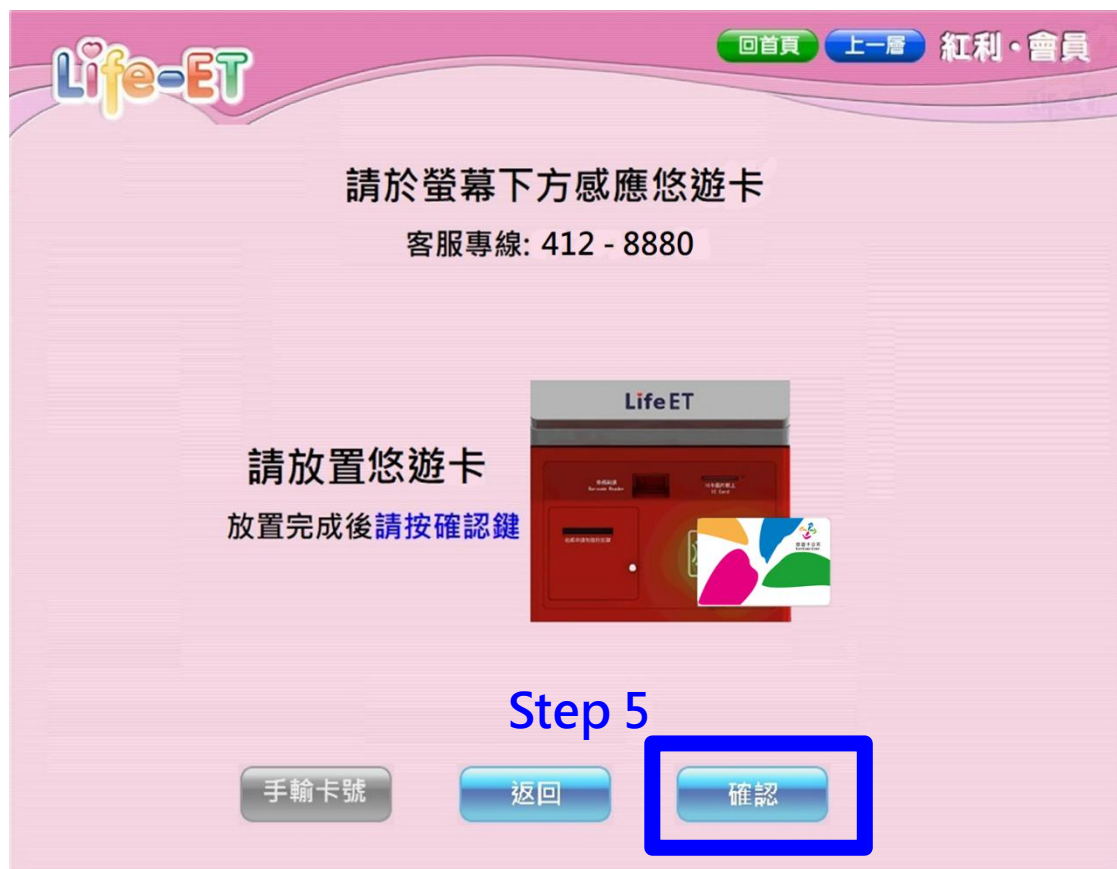 Life-ET
回首頁 上一層 紅利•會員
請於螢幕下方感應悠遊卡
客服專線: 412 - 8880
LifeET
請放置悠遊卡
放置完成後請按確認鍵
Step 5
手輸卡號 返回 確認